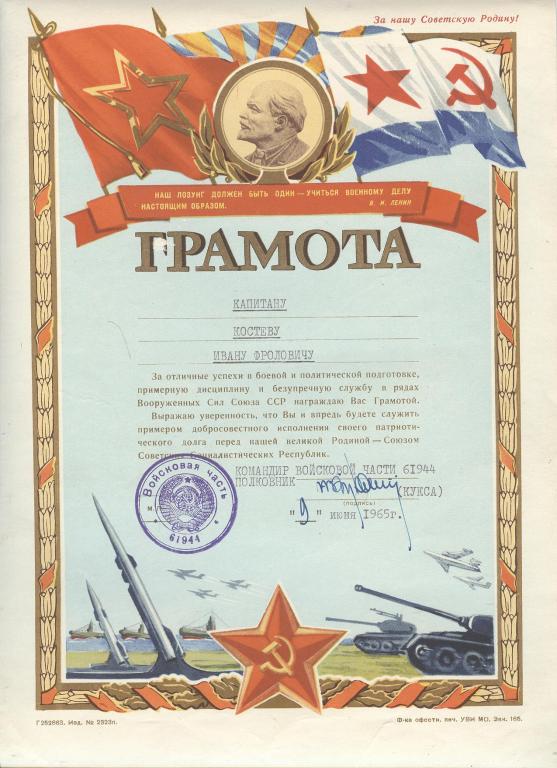 За нашу Советскую Родину!
НАШ ЛОЗУНГ ДОЛЖЕН БЫТЬ ОДИН — УЧИТЬСЯ ВОЕННОМУ ДЕЛУ
НАСТОЯЩИМ ОБРАЗОМ. В. И. ЛЕНИН
ГРАМОТА
КАПИТАНУ
КОСТЕВУ
ИВАНУ ФРОЛОВИЧУ
За отличные успехи в боевой и политической подготовке,
примерную дисциплину и безупречную службу в рядах
Вооруженных Сил Союза ССР награждаю Вас Грамотой.
Выражаю уверенность, что Вы и впредь будете служить
примером добросовестного исполнения своего патриоти-
ческого долга перед нашей великой Родиной — Союзом
Советских Социалистических Республик.
КОМАНДИР ВОЙСКОВОЙ ЧАСТИ 61944
ПОЛКОВНИК (КУКСА)
(подпись)
М.
"9" июня 1965г.
Войсковая часть
61944
Г252663. Изд. № 2323п.
Ф-ка офсетн. печ. УВИ МО, Зак. 165.